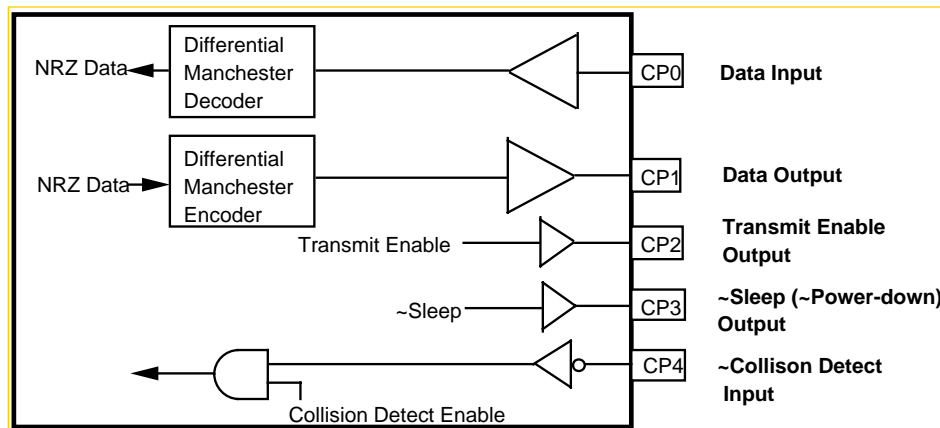 Differential
Manchester
Decoder
NRZ Data
CP0
Data Input
Differential
Manchester
Encoder
NRZ Data
CP1
Data Output
Transmit Enable
CP2
Transmit Enable
Output
~Sleep
CP3
~Sleep (~Power-down)
Output
CP4
~Collison Detect
Input
Collision Detect Enable